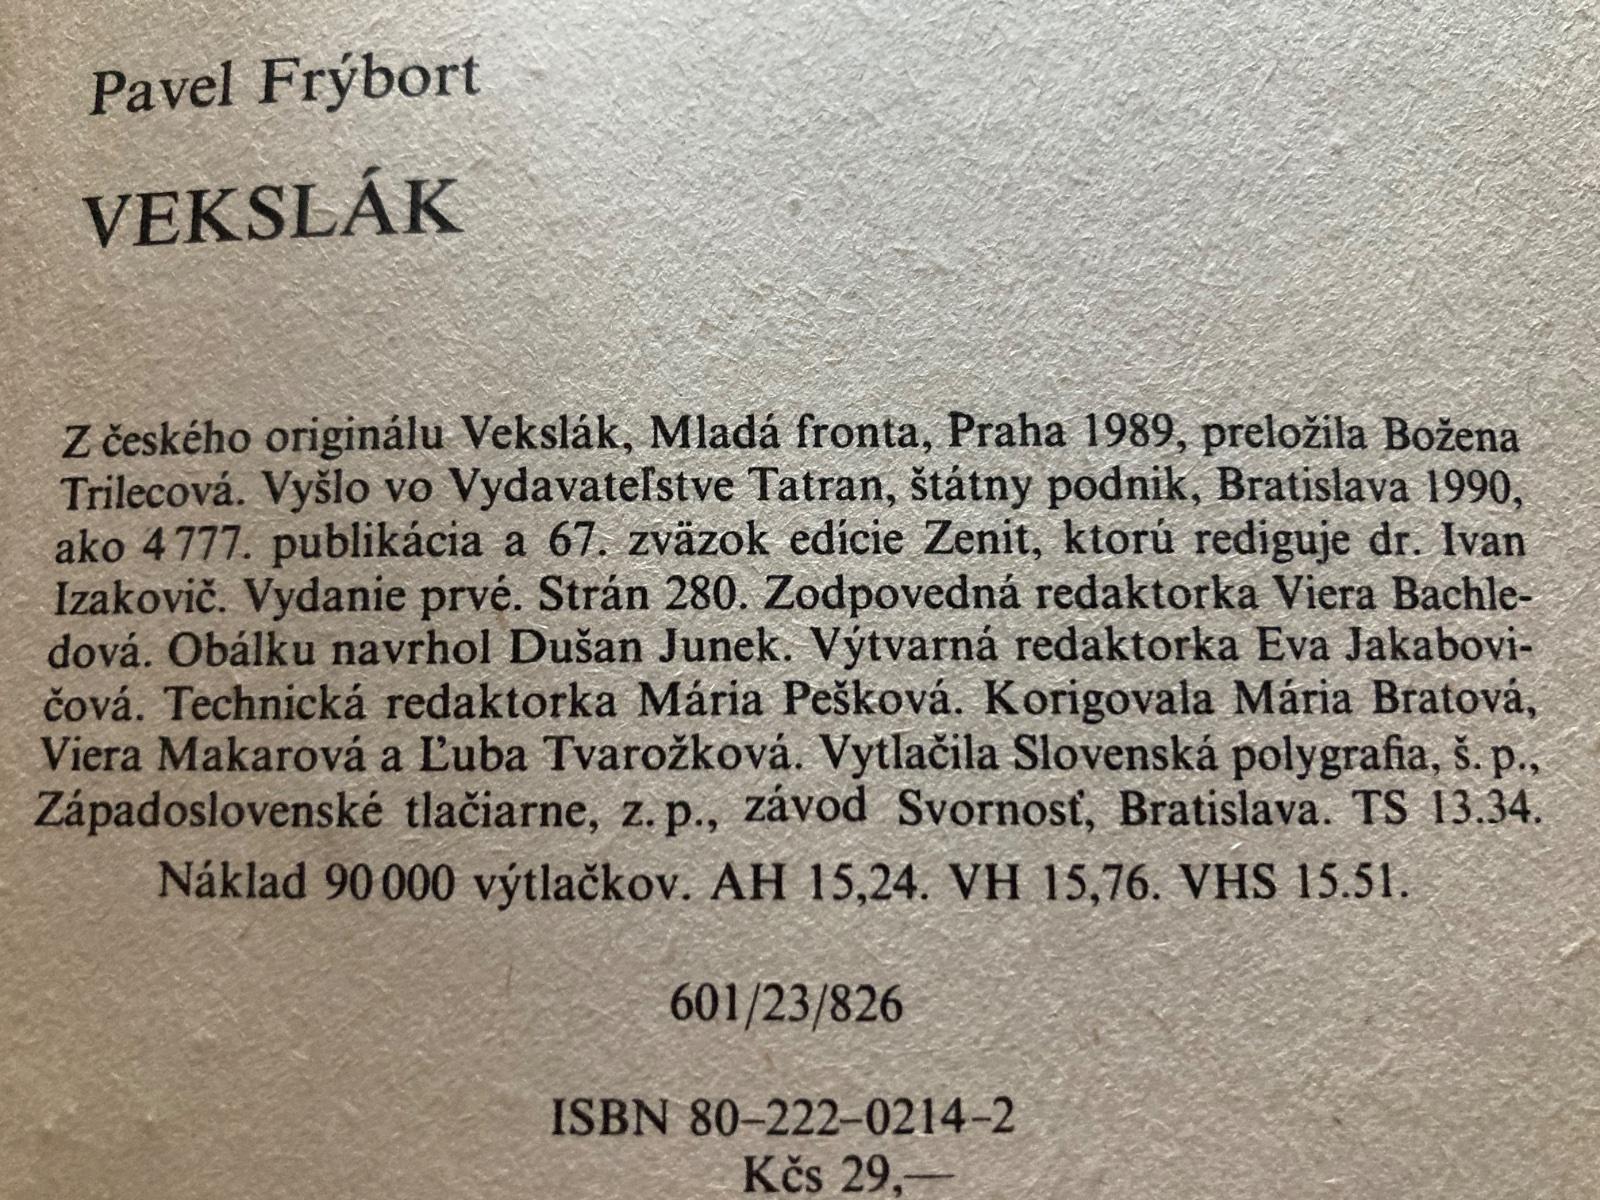 Pavel Frýbort
VEKSLÁK
Z českého originálu Vekslák, Mladá fronta, Praha 1989, preložila Božena
Trilecová. Vyšlo vo Vydavateľstve Tatran, štátny podnik, Bratislava 1990,
ako 4 777. publikácia a 67. zväzok edície Zenit, ktorú rediguje dr. Ivan
Izakovič. Vydanie prvé. Strán 280. Zodpovedná redaktorka Viera Bachle-
dová. Obálku navrhol Dušan Junek. Výtvarná redaktorka Eva Jakabovi-
čová. Technická redaktorka Mária Pešková. Korigovala Mária Bratová,
Viera Makarová a Ľuba Tvarožková. Vytlačila Slovenská polygrafia, š. p.,
Západoslovenské tlačiarne, z. p., závod Svornosť, Bratislava. TS 13.34.
Náklad 90 000 výtlačkov. AH 15,24. VH 15,76. VHS 15.51.
601/23/826
ISBN 80–222–0214–2
Kčs 29,—